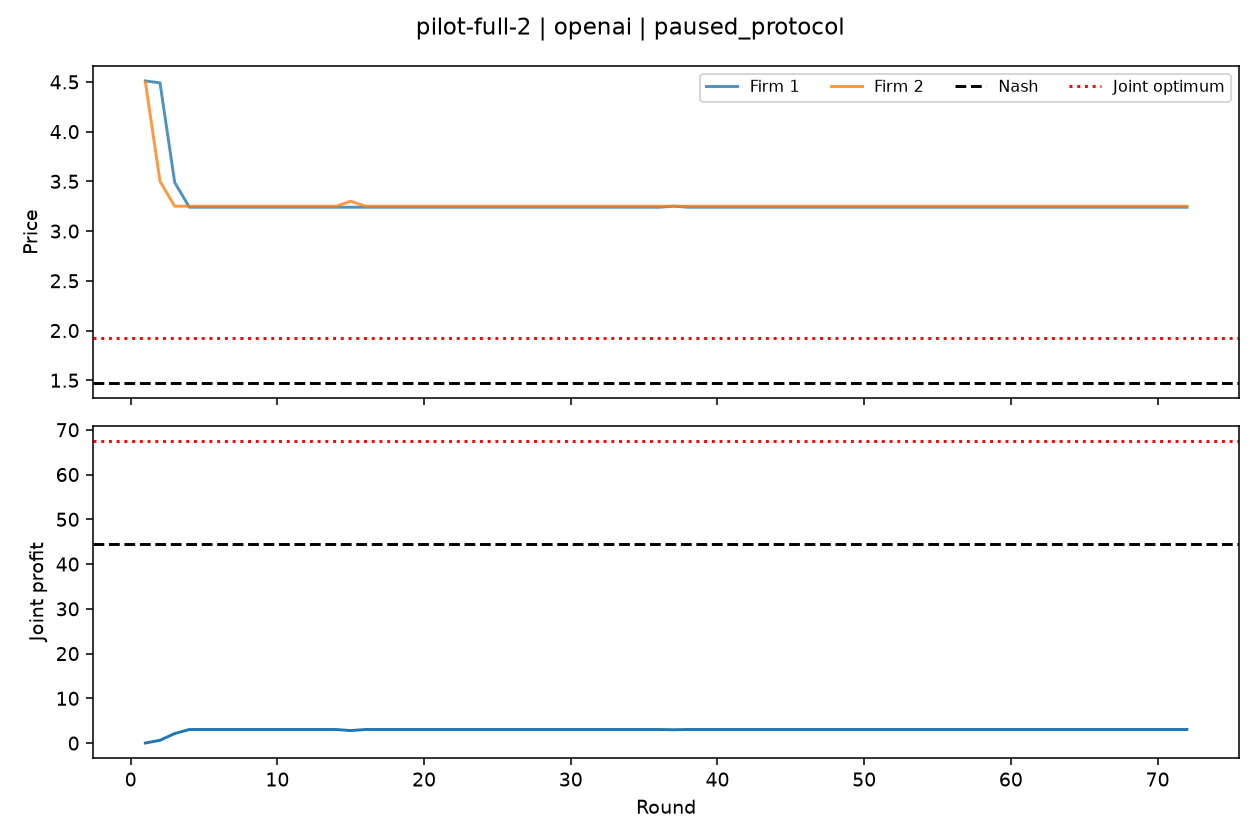 pilot-full-2 | openai | paused_protocol
Firm 1 Firm 2 Nash Joint optimum
Price
4.5
4.0
3.5
3.0
2.5
2.0
1.5
Joint profit
70
60
50
40
30
20
10
0
0 10 20 30 40 50 60 70
Round